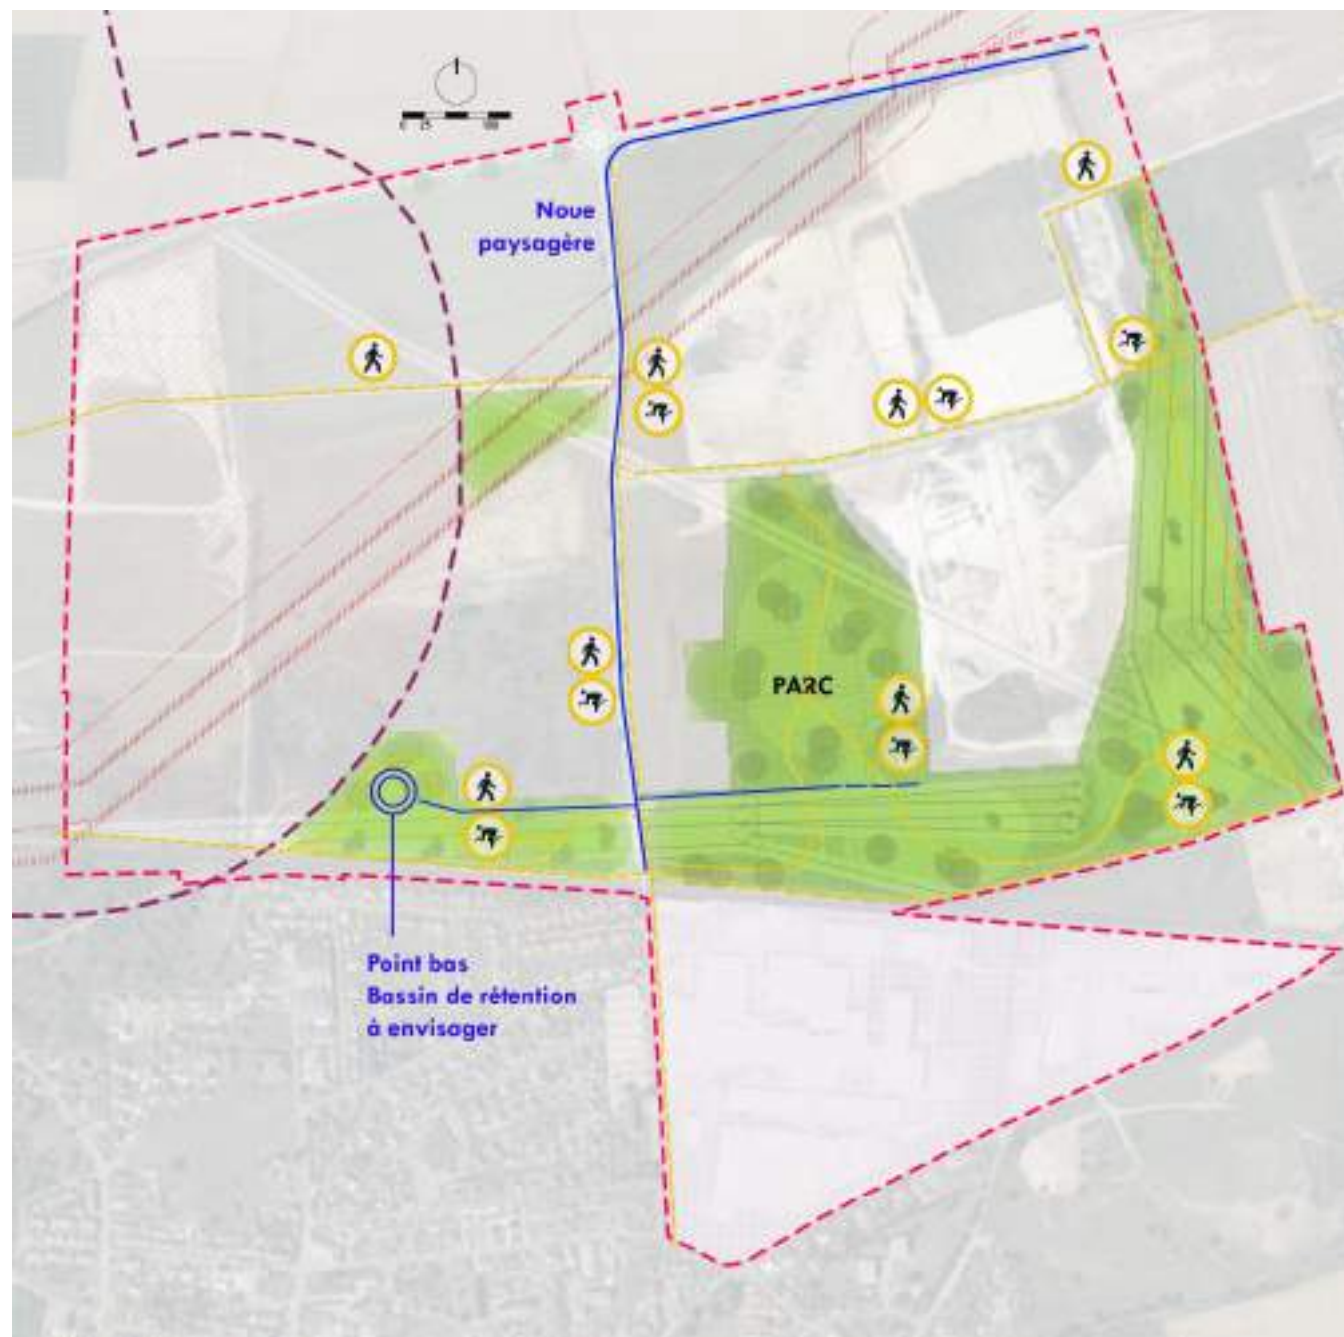 Noue
paysagère
PARC
Point bas
Bassin de rétention
à envisager